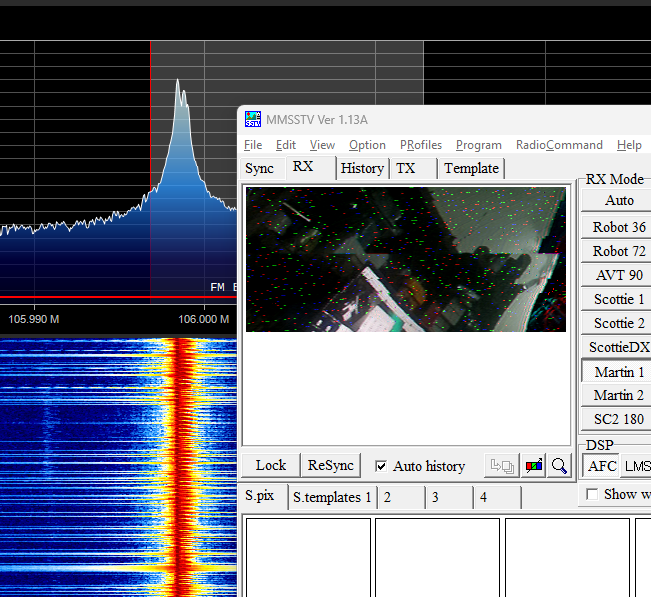 MMSSTV Ver 1.13A
File Edit View Option PRofiles Program RadioCommand Help
Sync RX History TX Template
RX Mode
Auto
Robot 36
Robot 72
AVT 90
Scottie 1
Scottie 2
ScottieDX
Martin 1
Martin 2
SC2 180
DSP
AFC LMS
Show w
FM
105.990 M 106.000 M
Lock ReSync Auto history
S.pix S.templates 1 2 3 4